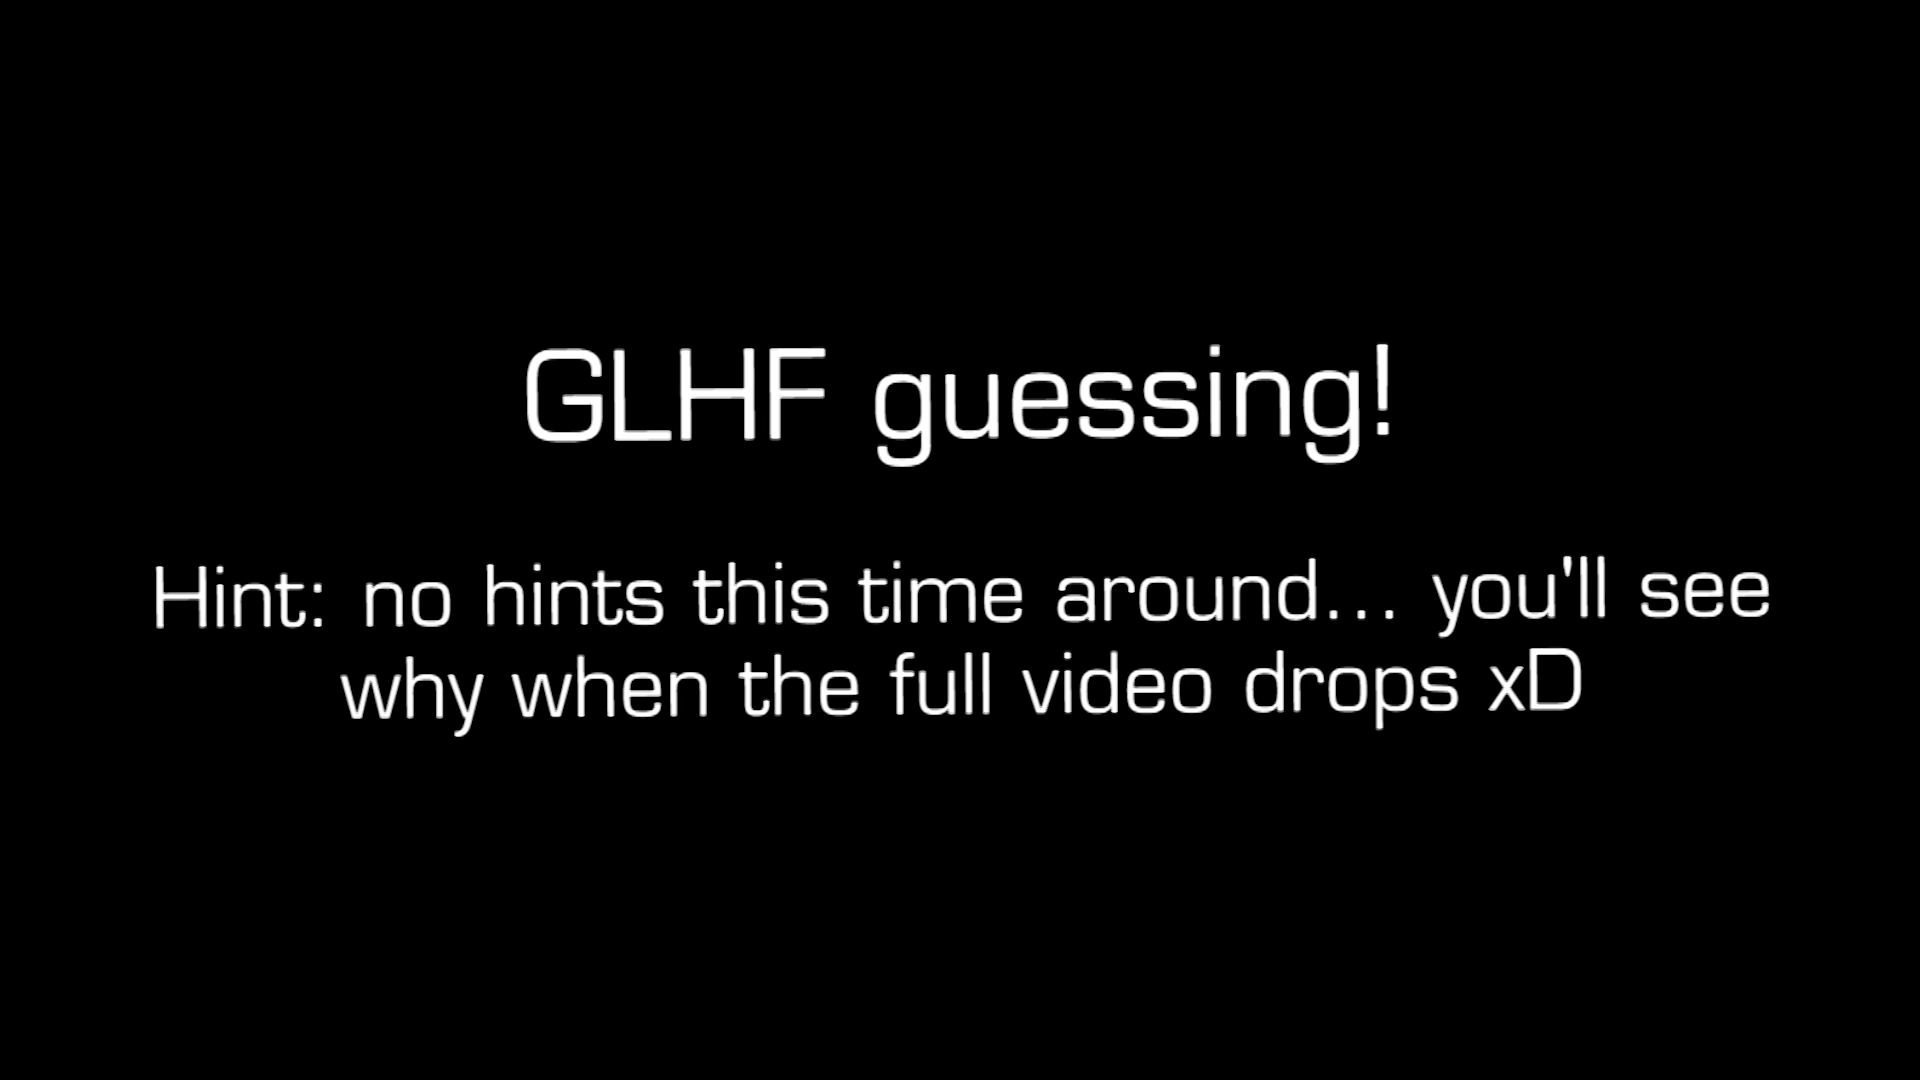 GLHF guessing!
Hint: no hints this time around... you'll see
why when the full video drops xD